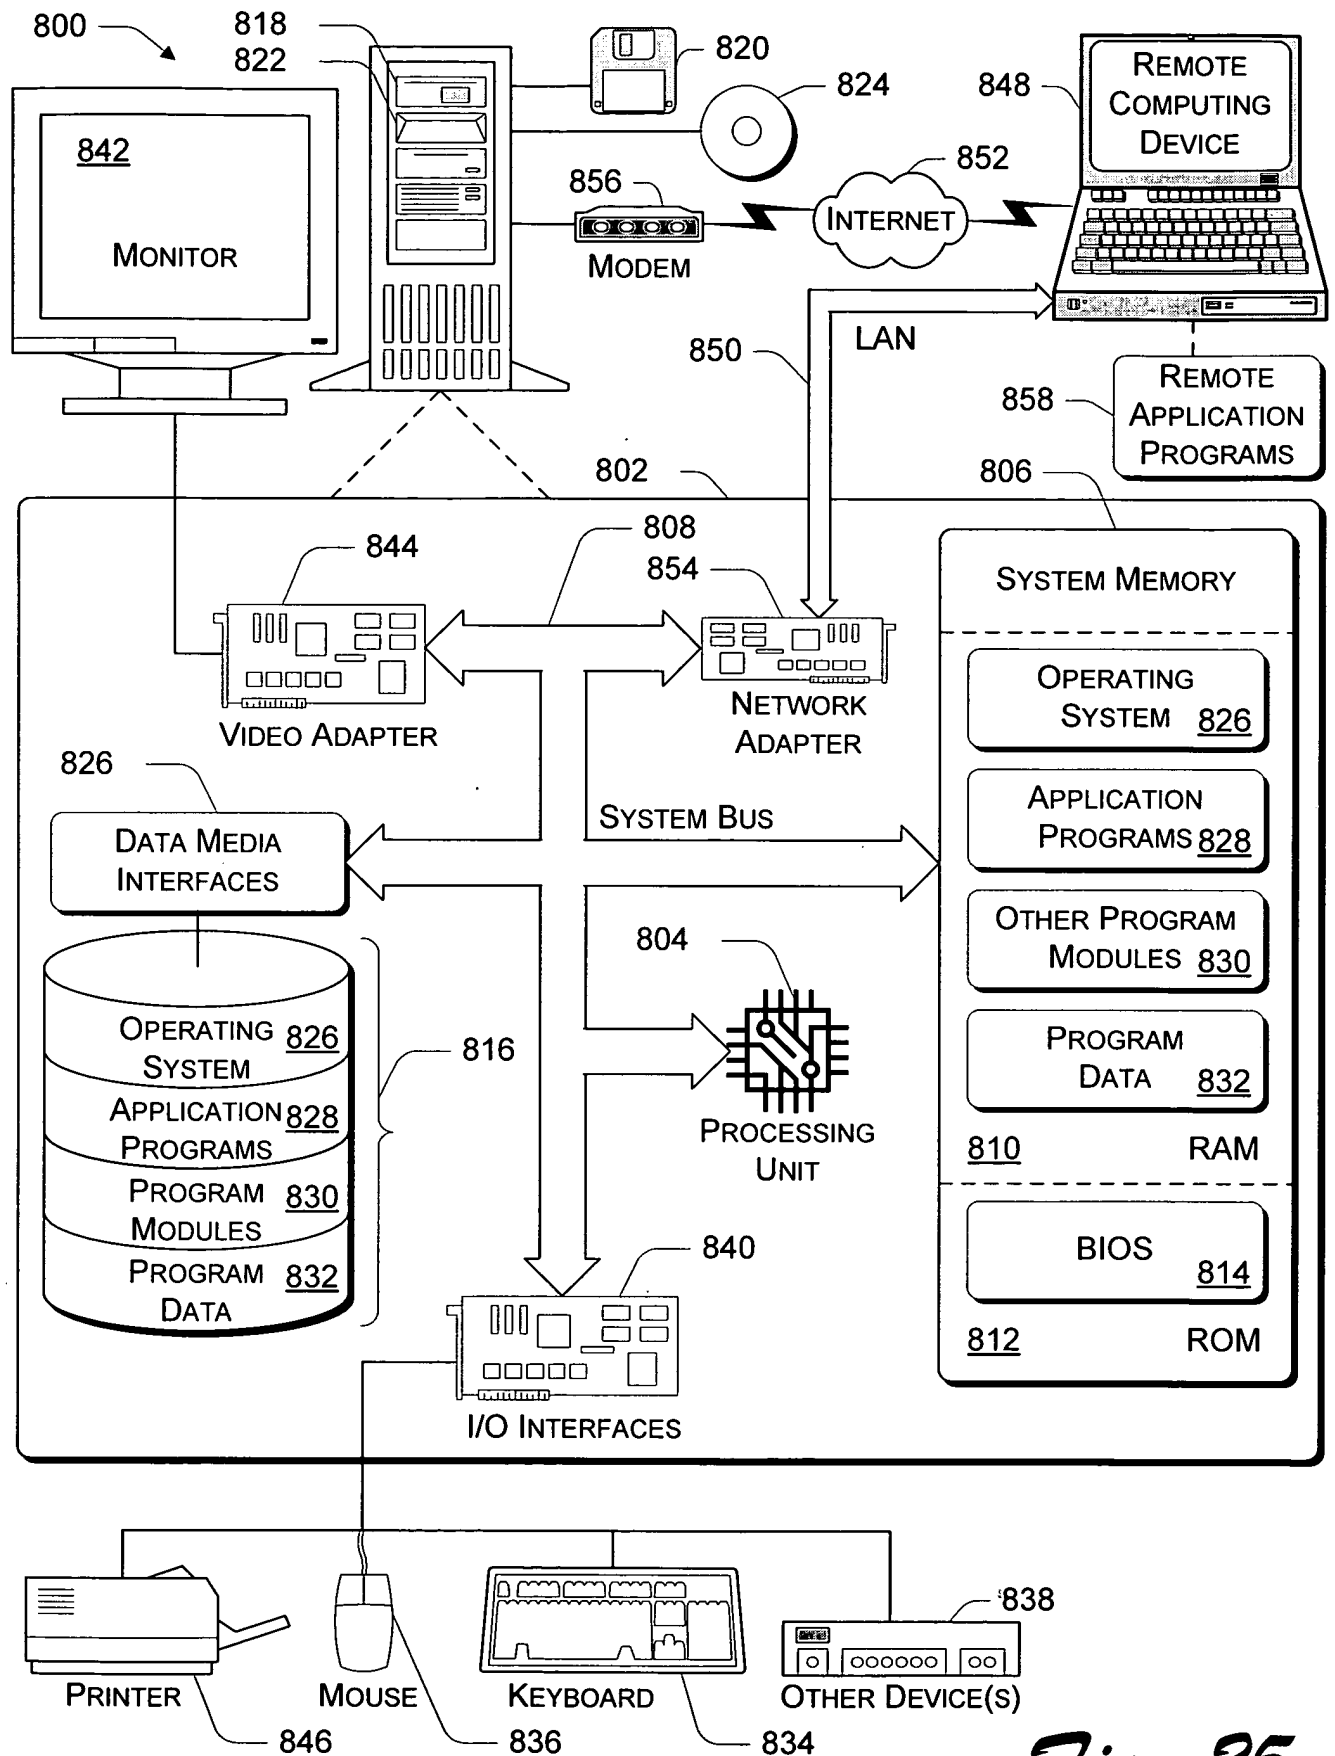 800
818
822
820
824
848
REMOTE
COMPUTING
DEVICE
842
MONITOR
856
MODEM
852
INTERNET
LAN
850
858
REMOTE
APPLICATION
PROGRAMS
802
806
808
844
854
VIDEO ADAPTER
NETWORK
ADAPTER
SYSTEM MEMORY
OPERATING
SYSTEM 826
APPLICATION
PROGRAMS 828
OTHER PROGRAM
MODULES 830
PROGRAM
DATA 832
810 RAM
BIOS
814
812 ROM
826
DATA MEDIA
INTERFACES
SYSTEM BUS
804
PROCESSING
UNIT
OPERATING 826
SYSTEM
APPLICATION 828
PROGRAMS
PROGRAM 830
MODULES
PROGRAM 832
DATA
816
840
I/O INTERFACES
PRINTER
846
MOUSE
836
KEYBOARD
834
838
OTHER DEVICE(S)